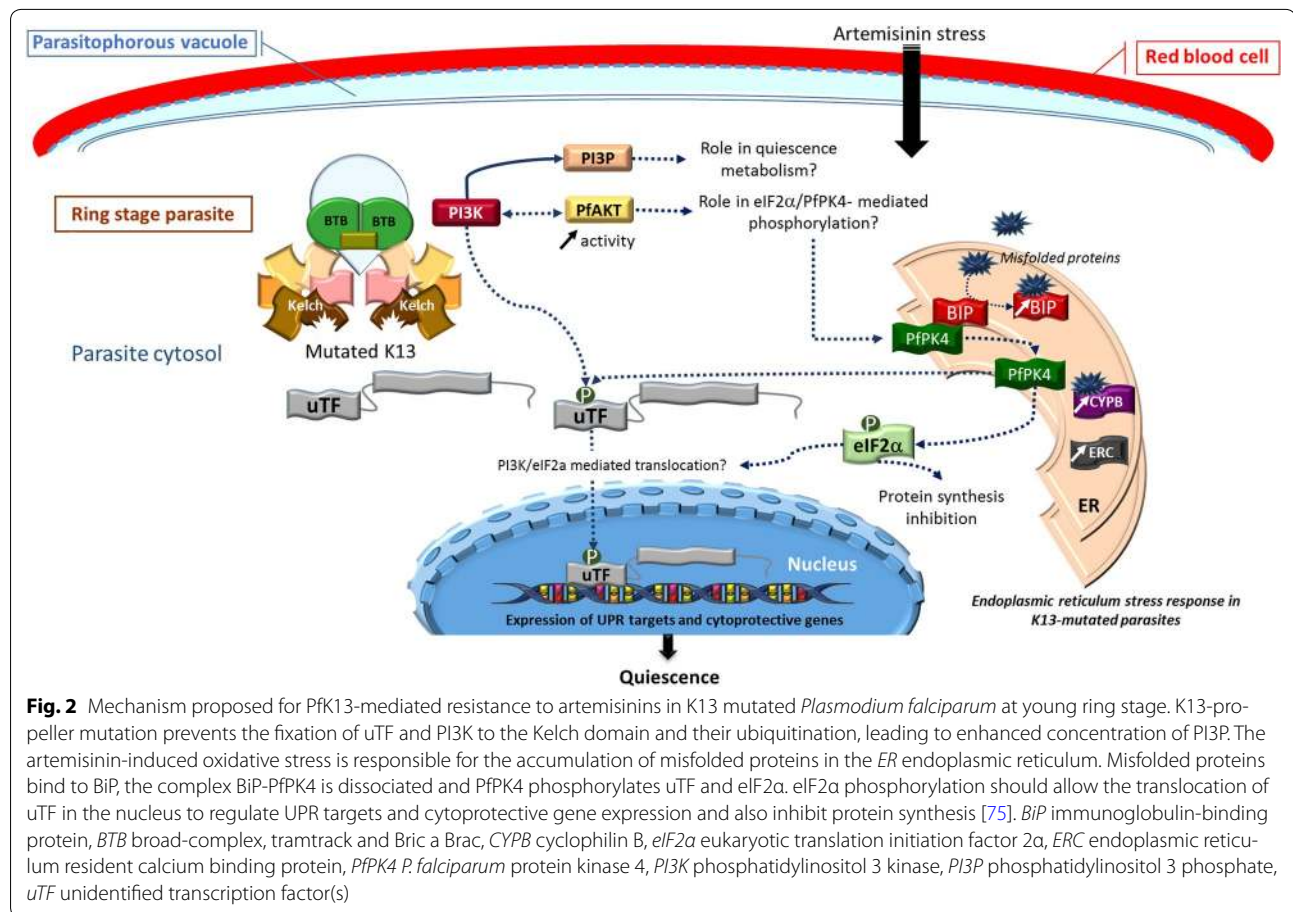 Parasitophorous vacuole
Artemisinin stress
Red blood cell
Ring stage parasite
BTB
BTB
Kelch
Kelch
Mutated K13
PI3K
PI3P
Role in quiescence
metabolism?
PfAKT
activity
Role in eIF2α/PfPK4- mediated
phosphorylation?
Misfolded proteins
BIP
BIP
PfPK4
PfPK4
CYPB
ERC
ER
Parasite cytosol
uTF
P
uTF
P
eIF2α
PI3K/eIF2a mediated translocation?
Protein synthesis
inhibition
P
uTF
Nucleus
Expression of UPR targets and cytoprotective genes
Endoplasmic reticulum stress response in
K13-mutated parasites
Quiescence
Fig. 2 Mechanism proposed for PfK13-mediated resistance to artemisinins in K13 mutated Plasmodium falciparum at young ring stage. K13-pro-
peller mutation prevents the fixation of uTF and PI3K to the Kelch domain and their ubiquitination, leading to enhanced concentration of PI3P. The
artemisinin-induced oxidative stress is responsible for the accumulation of misfolded proteins in the ER endoplasmic reticulum. Misfolded proteins
bind to BiP, the complex BiP-PfPK4 is dissociated and PfPK4 phosphorylates uTF and eIF2α. eIF2α phosphorylation should allow the translocation of
uTF in the nucleus to regulate UPR targets and cytoprotective gene expression and also inhibit protein synthesis [75]. BiP immunoglobulin-binding
protein, BTB broad-complex, tramtrack and Bric a Brac, CYPB cyclophilin B, eIF2α eukaryotic translation initiation factor 2α, ERC endoplasmic reticu-
lum resident calcium binding protein, PfPK4 P. falciparum protein kinase 4, PI3K phosphatidylinositol 3 kinase, PI3P phosphatidylinositol 3 phosphate,
uTF unidentified transcription factor(s)